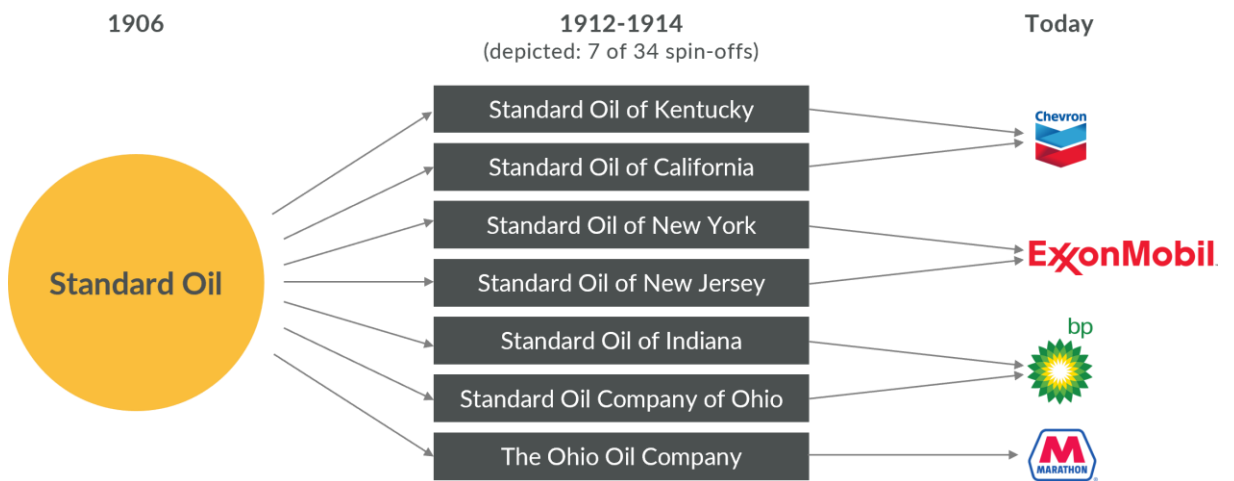 1906
1912-1914
(depicted: 7 of 34 spin-offs)
Today
Standard Oil
Standard Oil of Kentucky
Standard Oil of California
Standard Oil of New York
Standard Oil of New Jersey
Standard Oil of Indiana
Standard Oil Company of Ohio
The Ohio Oil Company
Chevron
ExxonMobil
bp
M
MARATHON